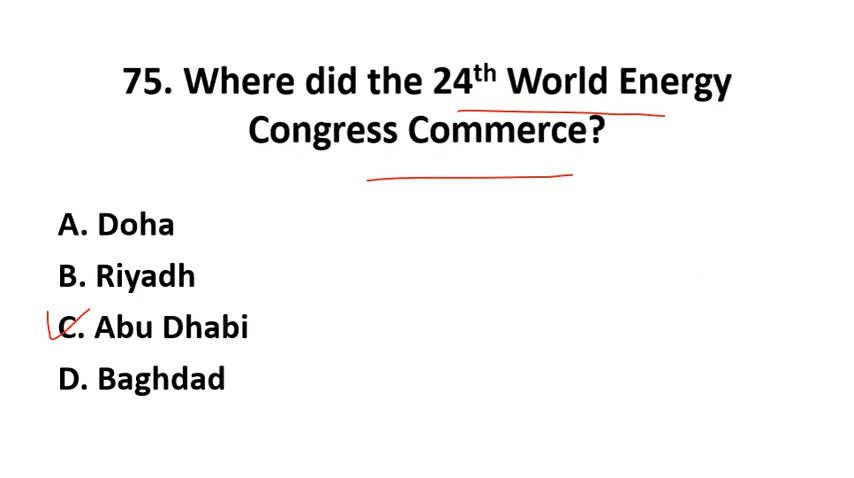 75. Where did the 24th World Energy
Congress Commerce?
A. Doha
B. Riyadh
C. Abu Dhabi
D. Baghdad